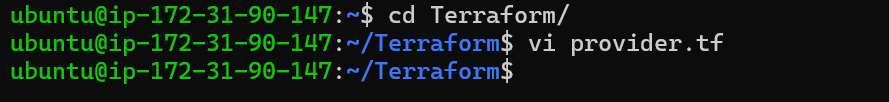 ubuntu@ip-172-31-90-147:~$ cd Terraform/
ubuntu@ip-172-31-90-147:~/Terraform$ vi provider.tf
ubuntu@ip-172-31-90-147:~/Terraform$